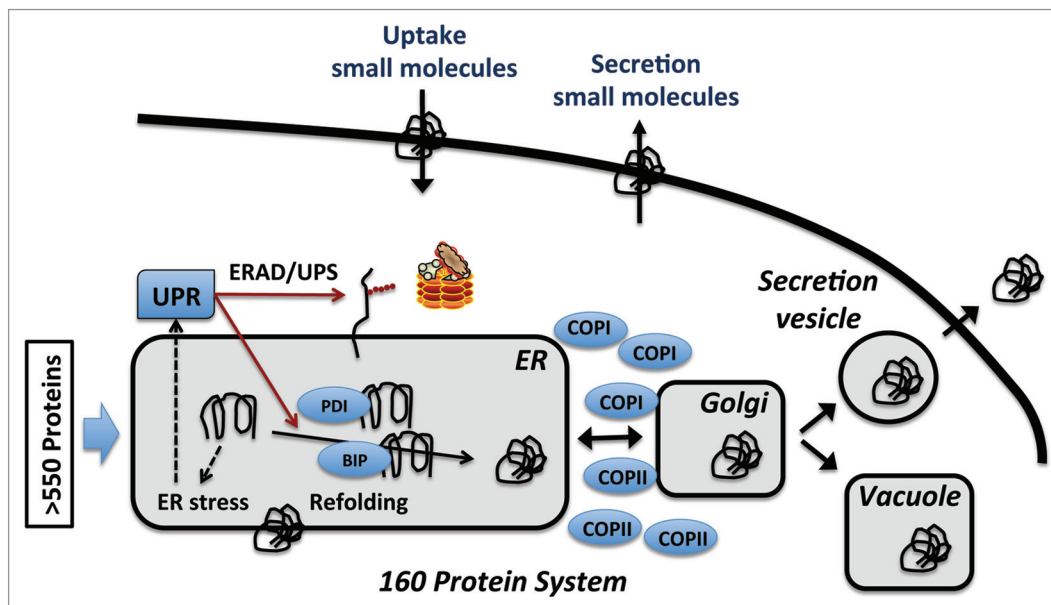 Uptake
small molecules
Secretion
small molecules
ERAD/UPS
UPR
Secretion
vesicle
>550 Proteins
ER
COPI
COPI
PDI
COPI
Golgi
BIP
COPII
ER stress
Refolding
Vacuole
COPII
COPII
160 Protein System